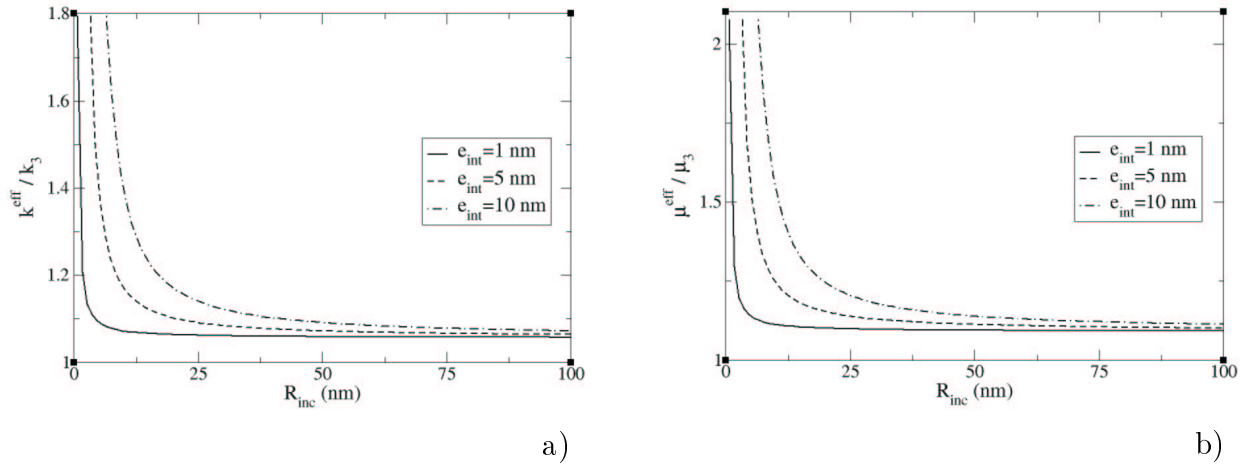 1.8
1.6
1.4
1.2
1
k^eff / k_3
e_int=1 nm
e_int=5 nm
e_int=10 nm
0 25 50 75 100
R_inc (nm)
a)
2
1.5
1
μ^eff / μ_3
e_int=1 nm
e_int=5 nm
e_int=10 nm
0 25 50 75 100
R_inc (nm)
b)